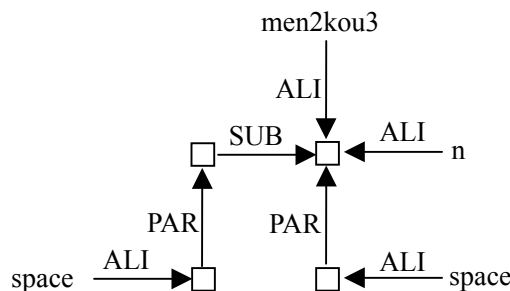 men2kou3
ALI
SUB
ALI
n
PAR
PAR
space
ALI
ALI
space